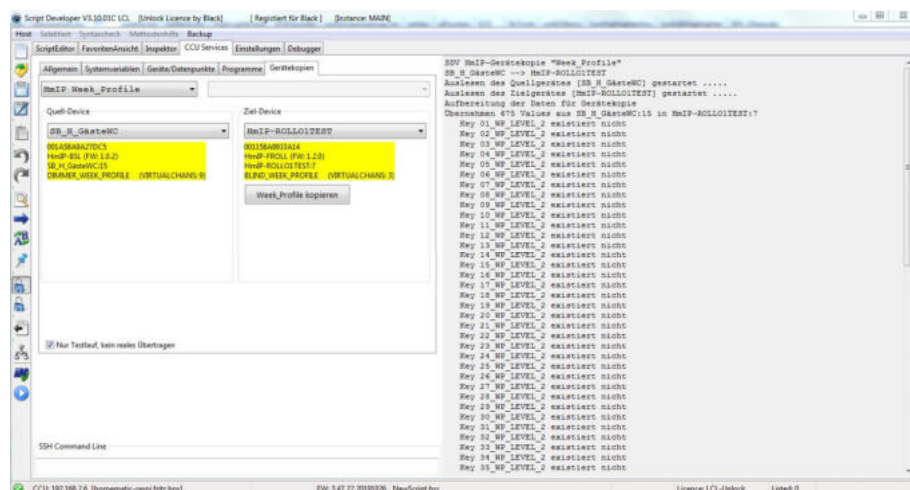 Script Developer V3.10.01C LCL [Unlock Licence by Black] [Registiert für Black ] [Instance: MAIN]
Host Selektiert Syntaxcheck Methodenhilfe Backup
ScriptEditor FavoritenAnsicht Inspektor CCU Services Einstellungen Debugger
Allgemein Systemvariablen Geräte/Datenpunkte Programme Gerätekopien
HmIP Week_Profile
Quell-Device
Ziel-Device
SB_H_GästeWC
HmIP-ROLLO1TEST
HmIP-BSL (FW: 1.0.2)
SB_H_GästeWC:15
DIMMER_WEEK_PROFILE (VIRTUALCHANS: 9)
HmIP-FROLL (FW: 1.2.0)
HmIP-ROLLO1TEST:7
BLIND_WEEK_PROFILE (VIRTUALCHANS: 3)
Week_Profile kopieren
Nur Testlauf, kein reales Übertragen
SSH Command Line
SDV HmIP-Gerätekopie "Week_Profile"
SB_H_GästeWC --> HmIP-ROLLO1TEST
Auslesen des Quellgerätes [SB_H_GästeWC] gestartet .....
Auslesen des Zielgerätes [HmIP-ROLLO1TEST] gestartet .....
Aufbereitung der Daten für Gerätekopie
Übernehmen 675 Values aus SB_H_GästeWC:15 in HmIP-ROLLO1TEST:7
Key 01_WP_LEVEL_2 existiert nicht
Key 02_WP_LEVEL_2 existiert nicht
Key 03_WP_LEVEL_2 existiert nicht
Key 04_WP_LEVEL_2 existiert nicht
Key 05_WP_LEVEL_2 existiert nicht
Key 06_WP_LEVEL_2 existiert nicht
Key 07_WP_LEVEL_2 existiert nicht
Key 08_WP_LEVEL_2 existiert nicht
Key 09_WP_LEVEL_2 existiert nicht
Key 10_WP_LEVEL_2 existiert nicht
Key 11_WP_LEVEL_2 existiert nicht
Key 12_WP_LEVEL_2 existiert nicht
Key 13_WP_LEVEL_2 existiert nicht
Key 14_WP_LEVEL_2 existiert nicht
Key 15_WP_LEVEL_2 existiert nicht
Key 16_WP_LEVEL_2 existiert nicht
Key 17_WP_LEVEL_2 existiert nicht
Key 18_WP_LEVEL_2 existiert nicht
Key 19_WP_LEVEL_2 existiert nicht
Key 20_WP_LEVEL_2 existiert nicht
Key 21_WP_LEVEL_2 existiert nicht
Key 22_WP_LEVEL_2 existiert nicht
Key 23_WP_LEVEL_2 existiert nicht
Key 24_WP_LEVEL_2 existiert nicht
Key 25_WP_LEVEL_2 existiert nicht
Key 26_WP_LEVEL_2 existiert nicht
Key 27_WP_LEVEL_2 existiert nicht
Key 28_WP_LEVEL_2 existiert nicht
Key 29_WP_LEVEL_2 existiert nicht
Key 30_WP_LEVEL_2 existiert nicht
Key 31_WP_LEVEL_2 existiert nicht
Key 32_WP_LEVEL_2 existiert nicht
Key 33_WP_LEVEL_2 existiert nicht
Key 34_WP_LEVEL_2 existiert nicht
Key 35_WP_LEVEL_2 existiert nicht
Licence: LCL-Unlock Listed: 0